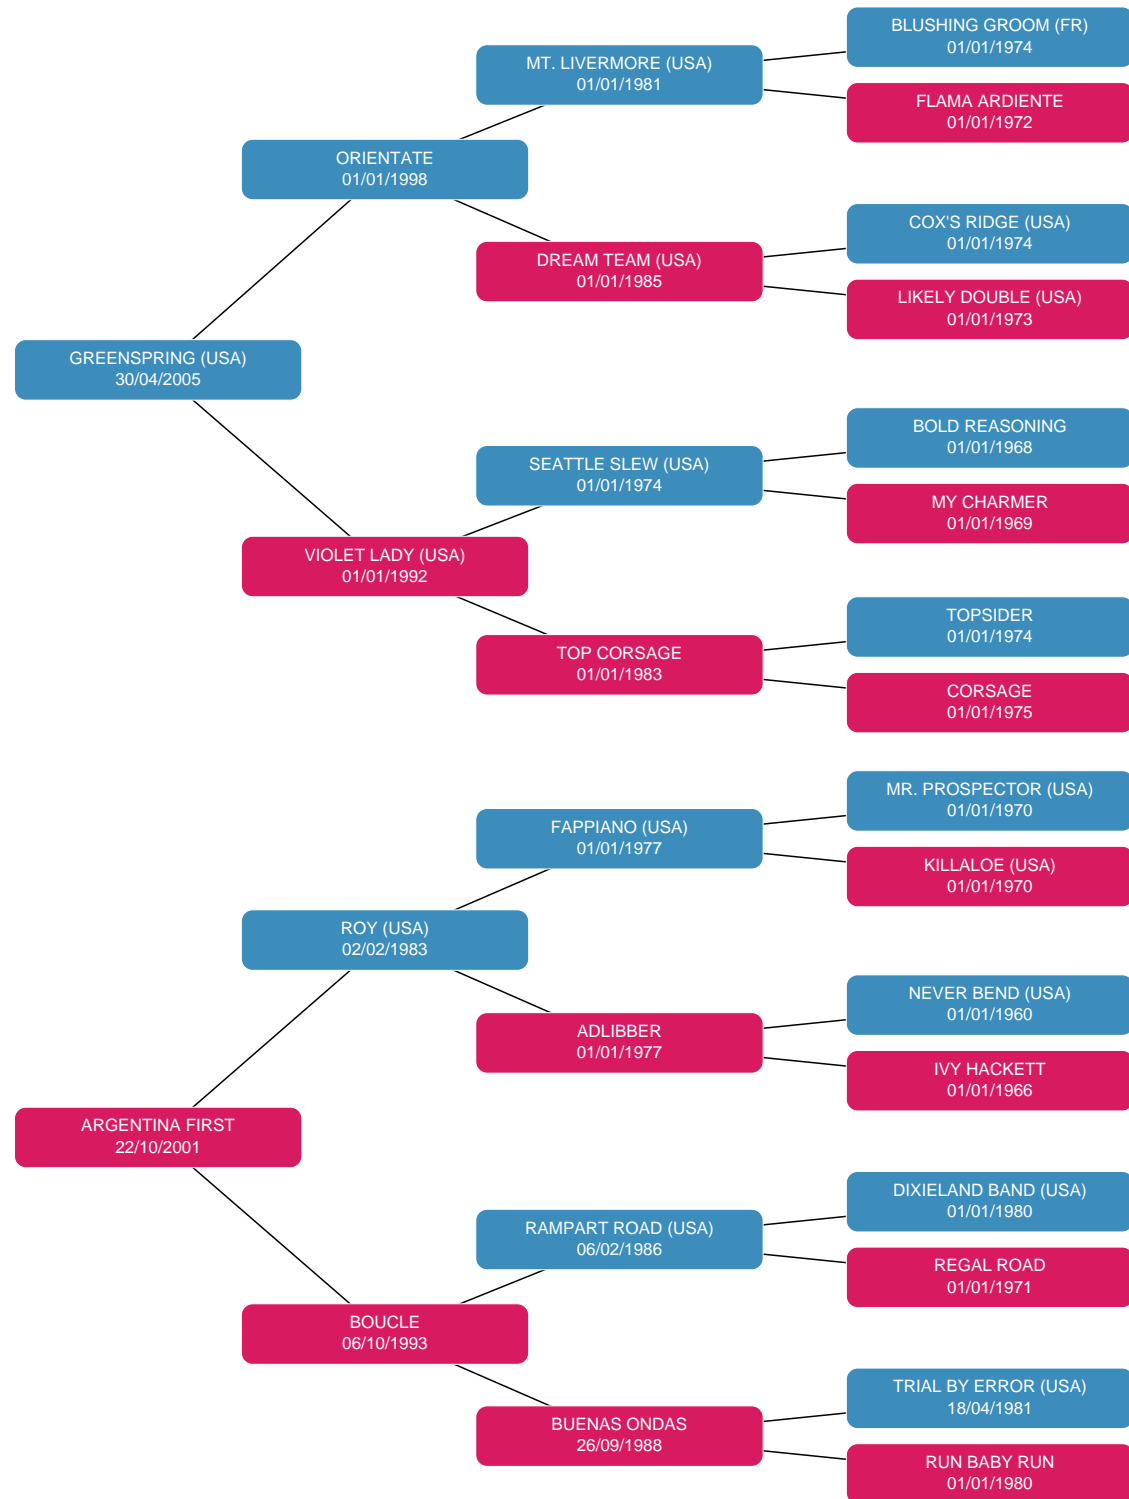 BLUSHING GROOM (FR)
01/01/1974
MT. LIVERMORE (USA)
01/01/1981
FLAMA ARDIENTE
01/01/1972
ORIENTATE
01/01/1998
COX'S RIDGE (USA)
01/01/1974
DREAM TEAM (USA)
01/01/1985
LIKELY DOUBLE (USA)
01/01/1973
GREENSPRING (USA)
30/04/2005
BOLD REASONING
01/01/1968
SEATTLE SLEW (USA)
01/01/1974
MY CHARMER
01/01/1969
VIOLET LADY (USA)
01/01/1992
TOPSIDER
01/01/1974
TOP CORSAGE
01/01/1983
CORSAGE
01/01/1975
MR. PROSPECTOR (USA)
01/01/1970
FAPPIANO (USA)
01/01/1977
KILLALOE (USA)
01/01/1970
ROY (USA)
02/02/1983
NEVER BEND (USA)
01/01/1960
ADLIBBER
01/01/1977
IVY HACKETT
01/01/1966
ARGENTINA FIRST
22/10/2001
DIXIELAND BAND (USA)
01/01/1980
RAMPART ROAD (USA)
06/02/1986
REGAL ROAD
01/01/1971
BOUCLE
06/10/1993
TRIAL BY ERROR (USA)
18/04/1981
BUENAS ONDAS
26/09/1988
RUN BABY RUN
01/01/1980